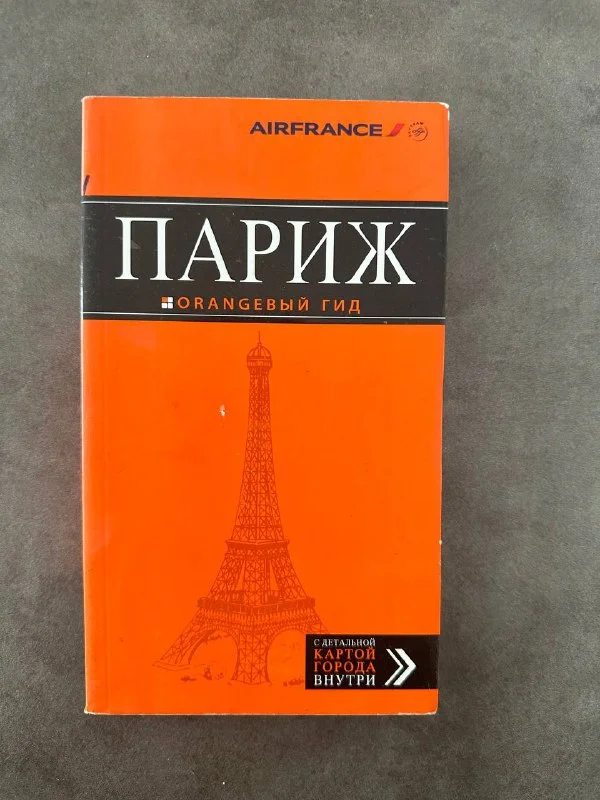 AIRFRANCE
ПАРИЖ
ORANGEВЫЙ ГИД
С ДЕТАЛЬНОЙ
КАРТОЙ
ГОРОДА
ВНУТРИ